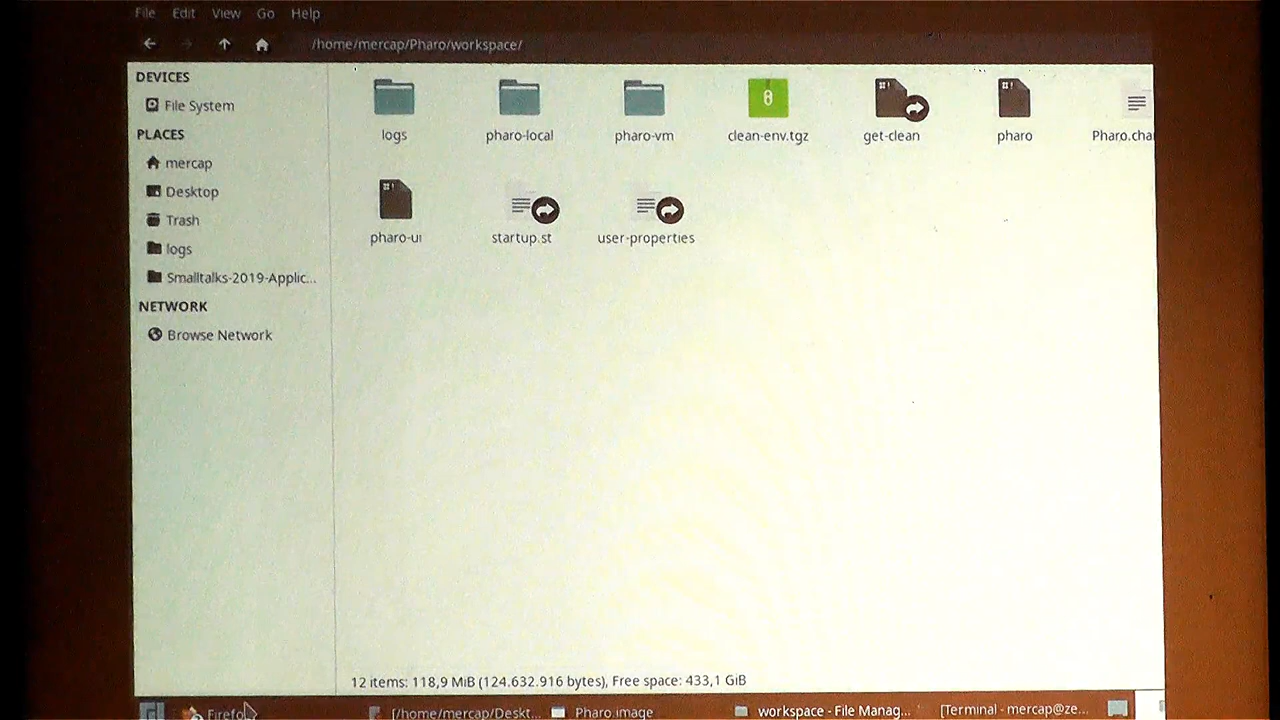 File Edit View Go Help
/home/mercap/Pharo/workspace/
DEVICES
File System
PLACES
mercap
Desktop
Trash
logs
Smalltalks-2019-Applic...
NETWORK
Browse Network
logs pharo-local pharo-vm clean-env.tgz get-clean pharo Pharo.cha
pharo-ui startup.st user-properties
12 items: 118,9 MiB (124.632.916 bytes), Free space: 433,1 GiB
Firefo [/home/mercap/Deskt... Pharo.image workspace - File Manag... [Terminal - mercap@ze...